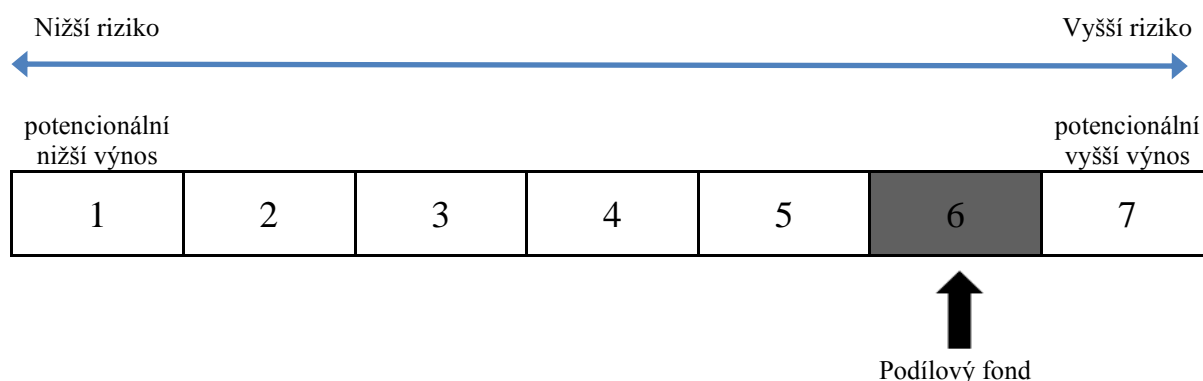 Nižší riziko Vyšší riziko
potencionální potencionální
nižší výnos vyšší výnos
1 2 3 4 5 6 7
Podílový fond